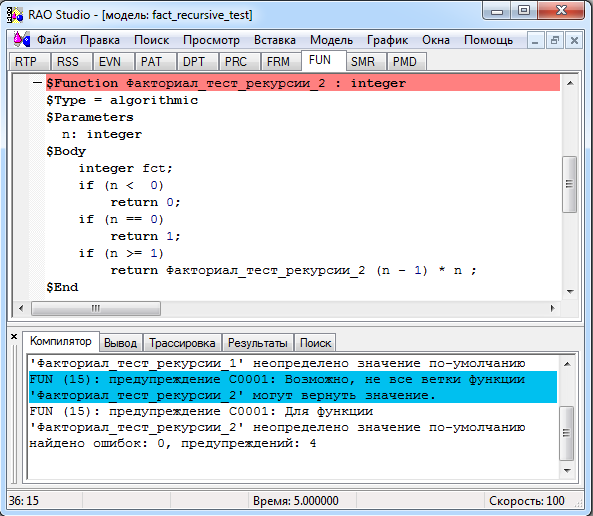 RAO Studio - [модель: fact_recursive_test]
Файл Правка Поиск Просмотр Вставка Модель График Окна Помощь
RTP RSS EVN PAT DPT PRC FRM FUN SMR PMD
$Function Факториал_тест_рекурсии_2 : integer
$Type = algorithmic
$Parameters
n: integer
$Body
integer fct;
if (n < 0)
return 0;
if (n == 0)
return 1;
if (n >= 1)
return Факториал_тест_рекурсии_2 (n - 1) * n ;
$End
Компилятор Вывод Трассировка Результаты Поиск
'Факториал_тест_рекурсии_1' неопределено значение по-умолчанию
FUN (15): предупреждение C0001: Возможно, не все ветки функции
'Факториал_тест_рекурсии_2' могут вернуть значение.
FUN (15): предупреждение C0001: Для функции
'Факториал_тест_рекурсии_2' неопределено значение по-умолчанию
найдено ошибок: 0, предупреждений: 4
36: 15 Время: 5.000000 Скорость: 100